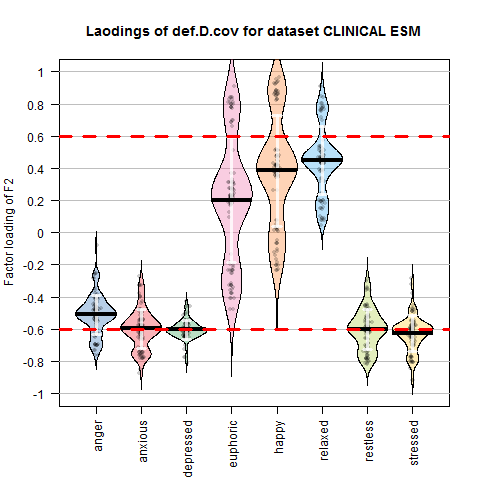 Laodings of def.D.cov for dataset CLINICAL ESM
Factor loading of F2
1
0.8
0.6
0.4
0.2
0
-0.2
-0.4
-0.6
-0.8
-1
anger
anxious
depressed
euphoric
happy
relaxed
restless
stressed